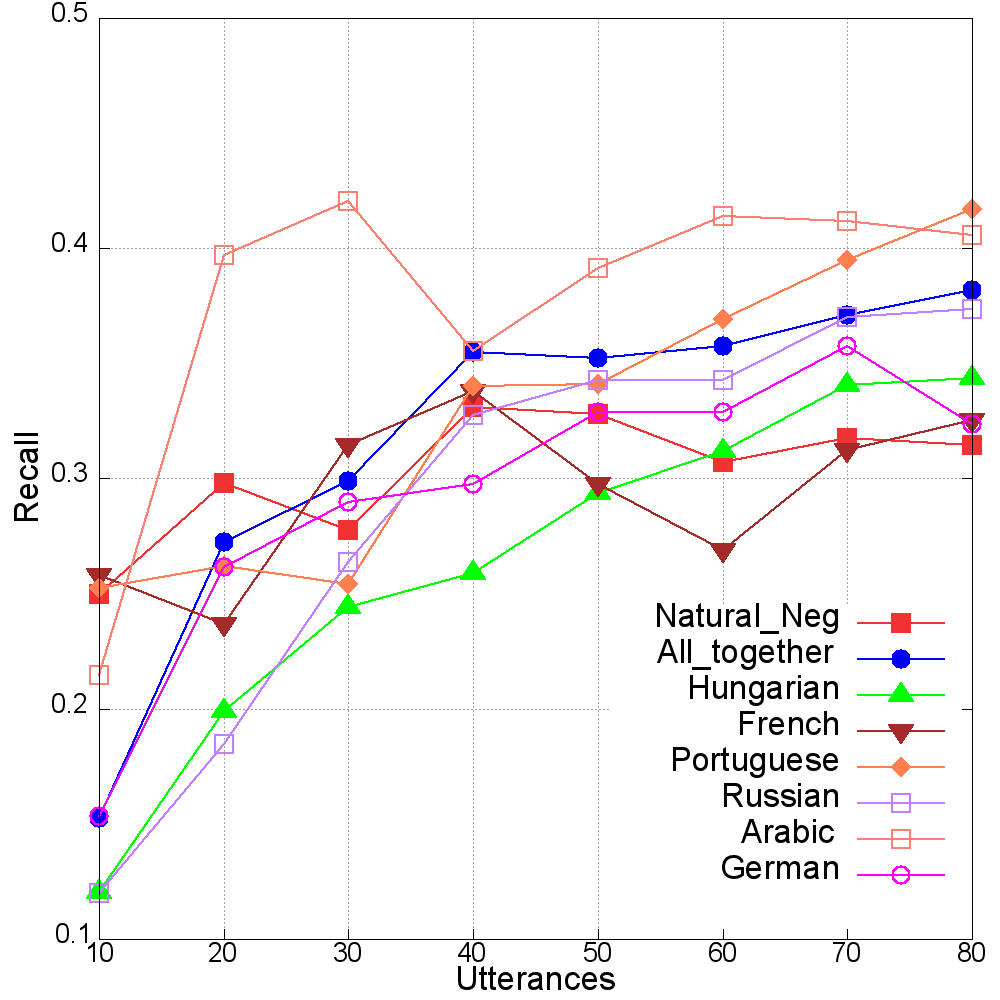 0.5
0.4
0.3
0.2
0.1
Recall
10 20 30 40 50 60 70 80
Utterances
Natural_Neg
All_together
Hungarian
French
Portuguese
Russian
Arabic
German